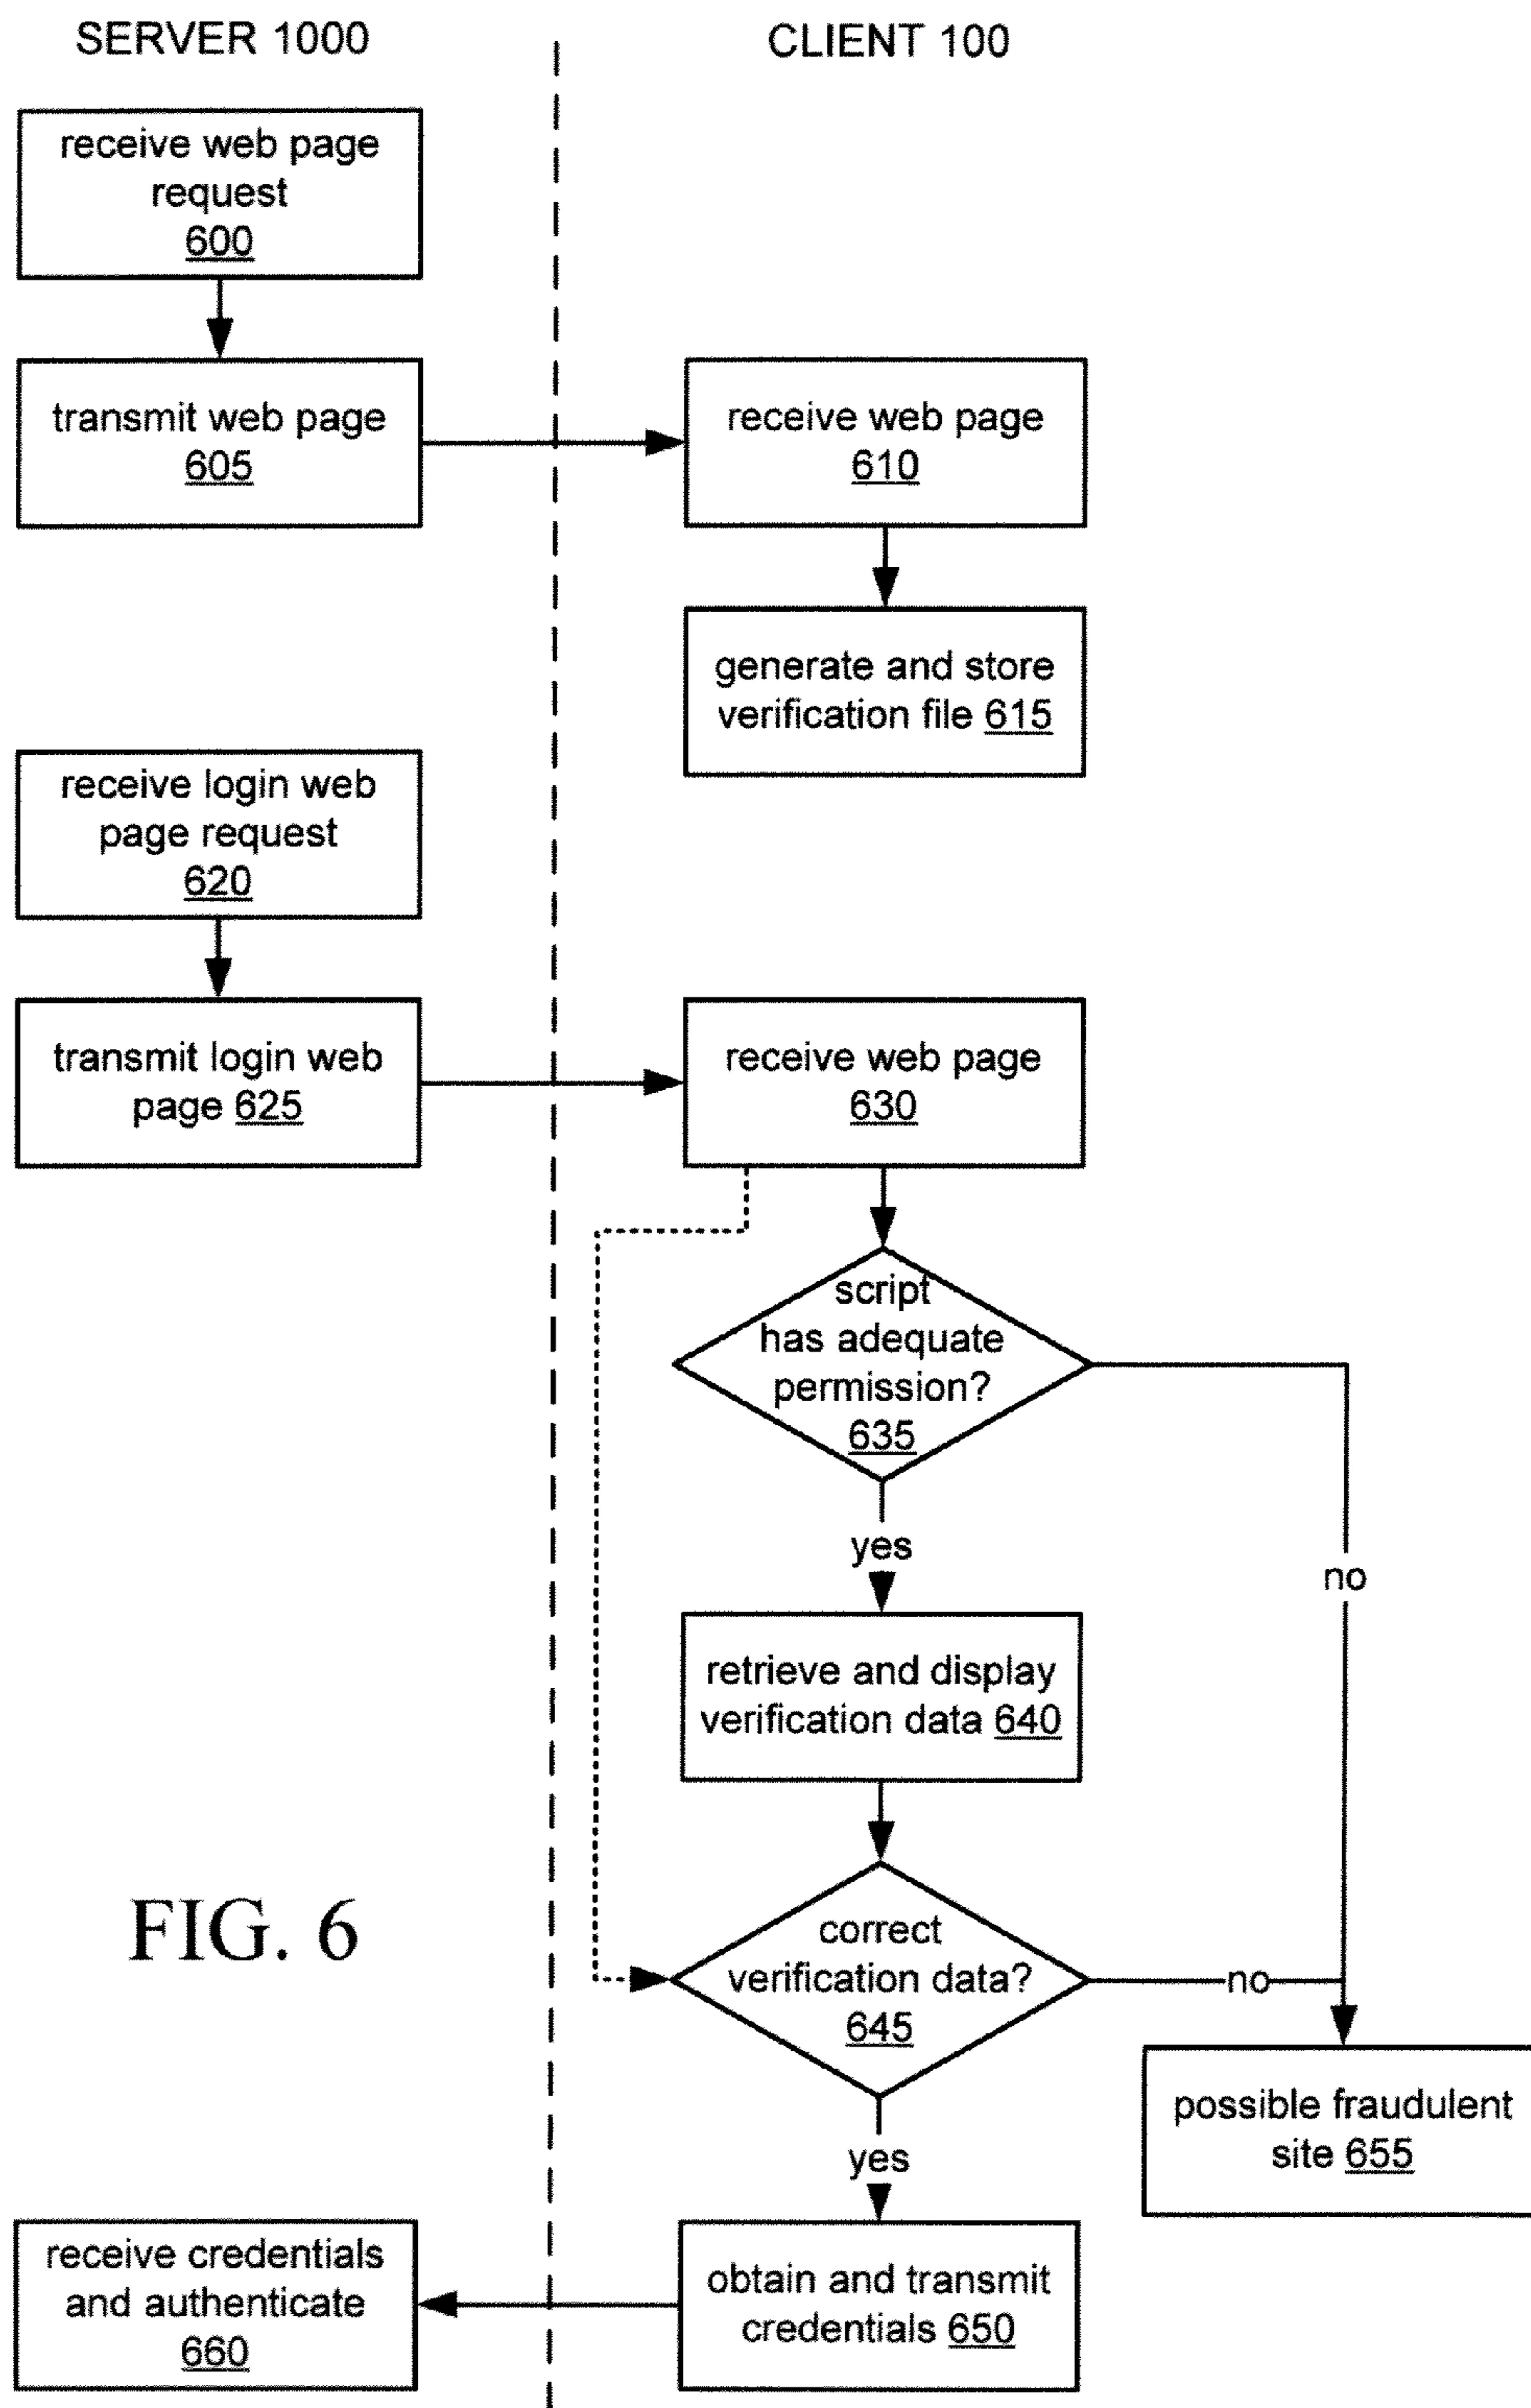 SERVER 1000
CLIENT 100
receive web page
request
600
transmit web page
605
receive web page
610
generate and store
verification file 615
receive login web
page request
620
transmit login web
page 625
receive web page
630
script
has adequate
permission?
635
yes
no
retrieve and display
verification data 640
correct
verification data?
645
no
yes
possible fraudulent
site 655
obtain and transmit
credentials 650
receive credentials
and authenticate
660
FIG. 6